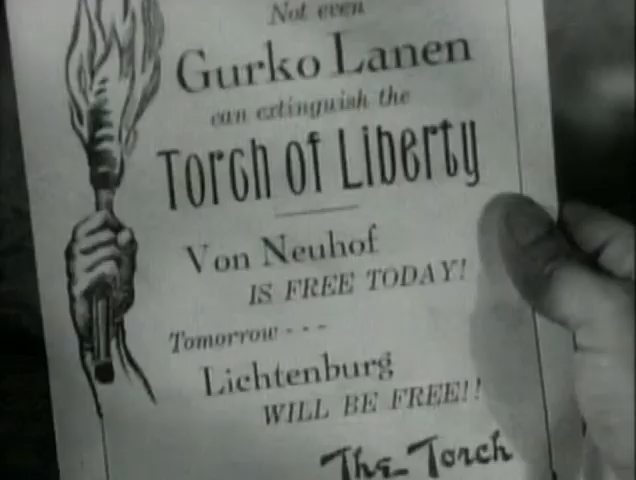 Not even
Gurko Lanen
can extinguish the
Torch of Liberty
Von Neuhof
IS FREE TODAY!
Tomorrow - - -
Lichtenburg
WILL BE FREE!!
The Torch